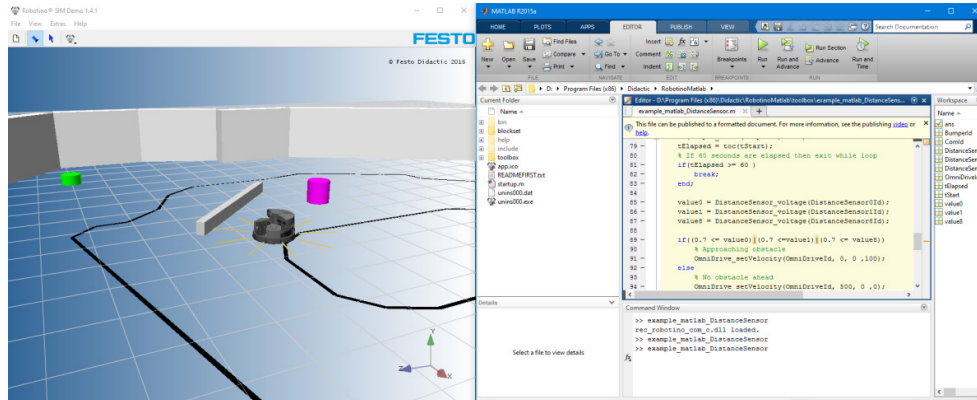 Robotino® SIM Demo 1.4.1
File View Extras Help
FESTO
© Festo Didactic 2016
Y
Z
MATLAB R2015a
HOME PLOTS APPS EDITOR PUBLISH VIEW
Search Documentation
New Open Save
Find Files
Compare
Print
Go To
Find
Insert
Comment
Indent
Breakpoints
Run
Run and Advance
Run Section
Advance
Run and Time
FILE NAVIGATE EDIT BREAKPOINTS RUN
D: ▸ Program Files (x86) ▸ Didactic ▸ RobotinoMatlab ▸
Current Folder
Name
bin
blockset
help
include
toolbox
app.ico
READMEFIRST.txt
startup.m
unins000.dat
unins000.exe
Details
Select a file to view details
Editor - D:\Program Files (x86)\Didactic\RobotinoMatlab\toolbox\example_matlab_DistanceSens...
example_matlab_DistanceSensor.m
This file can be published to a formatted document. For more information, see the publishing video or
help.
79 – tElapsed = toc(tStart);
80 % If 60 seconds are elapsed then exit while loop
81 – if(tElapsed >= 60 )
82 – break;
83 – end;
84
85 – value0 = DistanceSensor_voltage(DistanceSensor0Id);
86 – value1 = DistanceSensor_voltage(DistanceSensor1Id);
87 – value8 = DistanceSensor_voltage(DistanceSensor8Id);
88
89 – if((0.7 <= value0)|(0.7 <=value1)|(0.7 <= value8))
90 % Approaching obstacle
91 – OmniDrive_setVelocity(OmniDriveId, 0, 0 ,100);
92 – else
93 % No obstacle ahead
94 – OmniDrive_setVelocity(OmniDriveId, 500, 0 ,0);
Command Window
>> example_matlab_DistanceSensor
rec_robotino_com_c.dll loaded.
>> example_matlab_DistanceSensor
>> example_matlab_DistanceSensor
fx
Workspace
Name
ans
BumperId
ComId
DistanceSen
DistanceSen
DistanceSen
OmniDriveId
tElapsed
tStart
value0
value1
value8